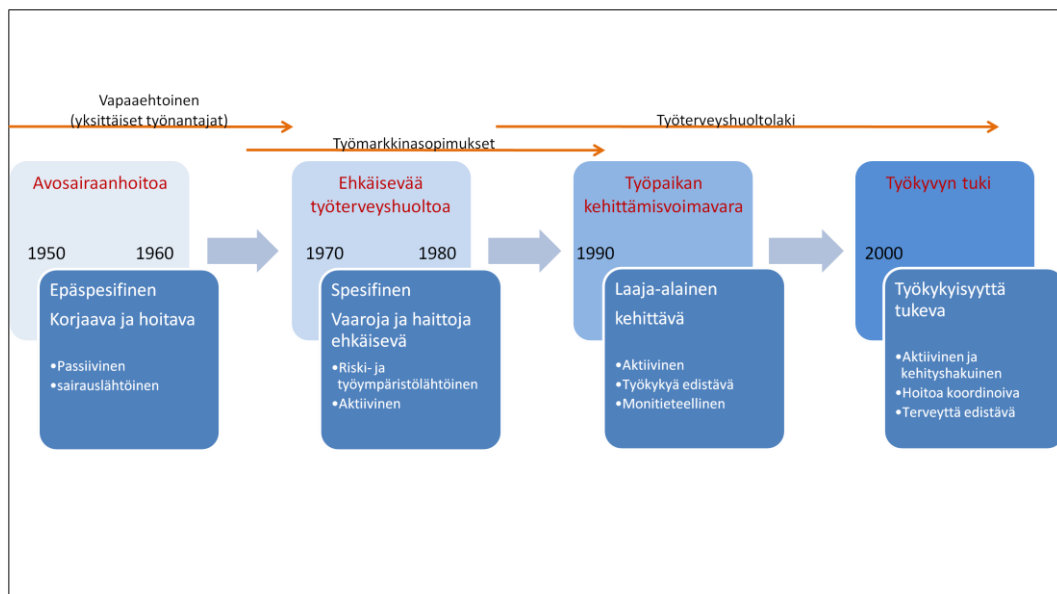 Vapaaehtoinen
(yksittäiset työnantajat)
Työmarkkinasopimukset
Työterveyshuoltolaki
Avosairaanhoitoa
1950
1960
Epäspesifinen
Korjaava ja hoitava
•Passiivinen
•sairauslähtöinen
Ehkäisevää
työterveyshuoltoa
1970
1980
Spesifinen
Vaaroja ja haittoja
ehkäisevä
•Riski- ja
työympäristölähtöinen
•Aktiivinen
Työpaikan
kehittämisvoimavara
1990
Laaja-alainen
kehittävä
•Aktiivinen
•Työkykyä edistävä
•Monitieteellinen
Työkyvyn tuki
2000
Työkykyisyyttä
tukeva
•Aktiivinen ja
kehityshakuinen
•Hoitoa koordinoiva
•Terveyttä edistävä